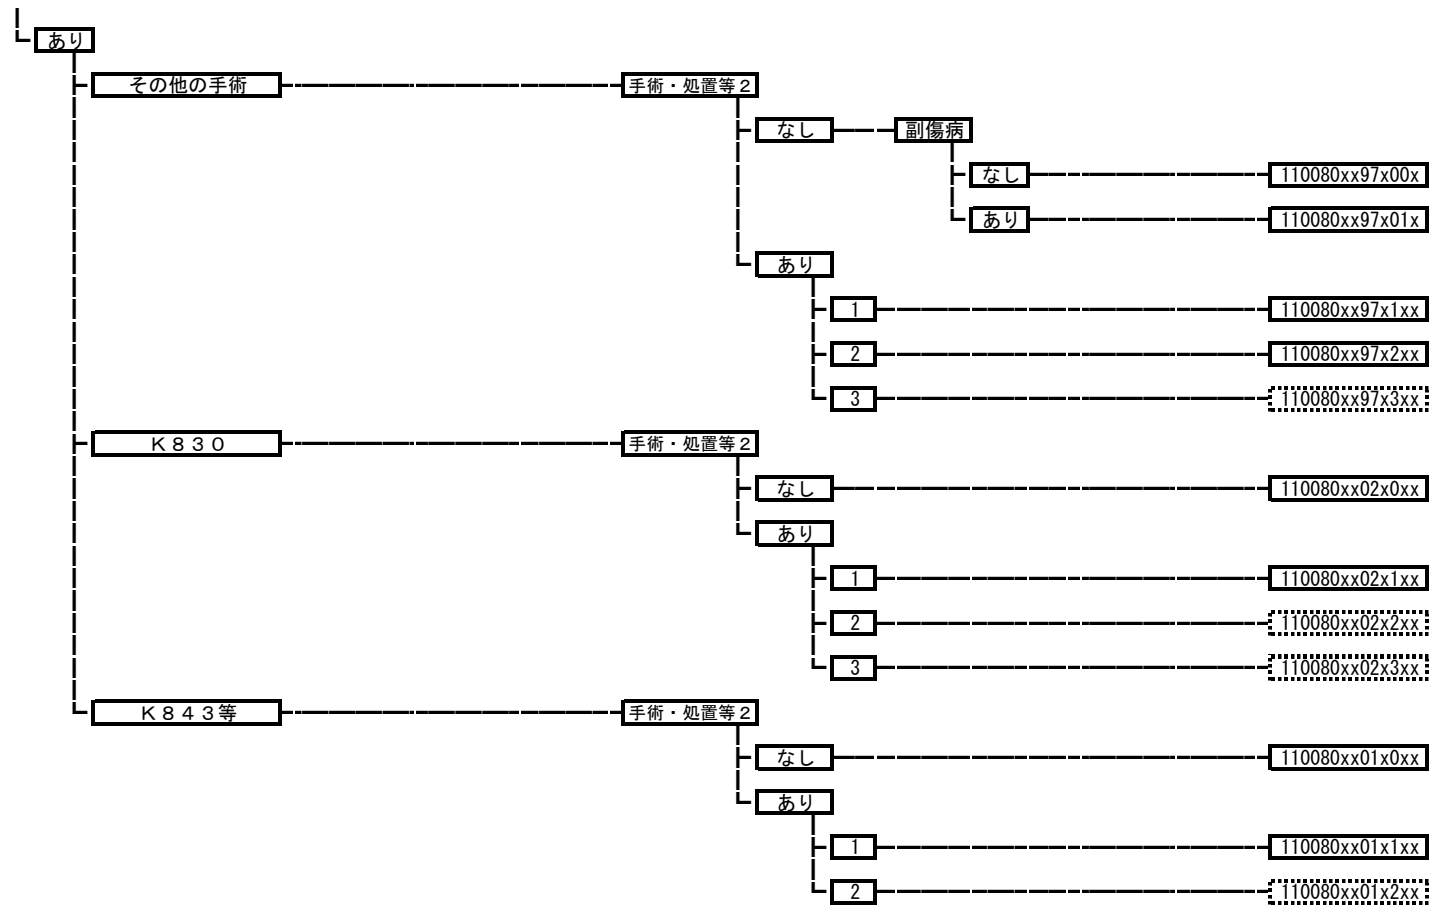 あり
その他の手術 手術・処置等２
なし 副傷病
なし 110080xx97x00x
あり 110080xx97x01x
あり
1 110080xx97x1xx
2 110080xx97x2xx
3 110080xx97x3xx
Ｋ８３０ 手術・処置等２
なし 110080xx02x0xx
あり
1 110080xx02x1xx
2 110080xx02x2xx
3 110080xx02x3xx
Ｋ８４３等 手術・処置等２
なし 110080xx01x0xx
あり
1 110080xx01x1xx
2 110080xx01x2xx